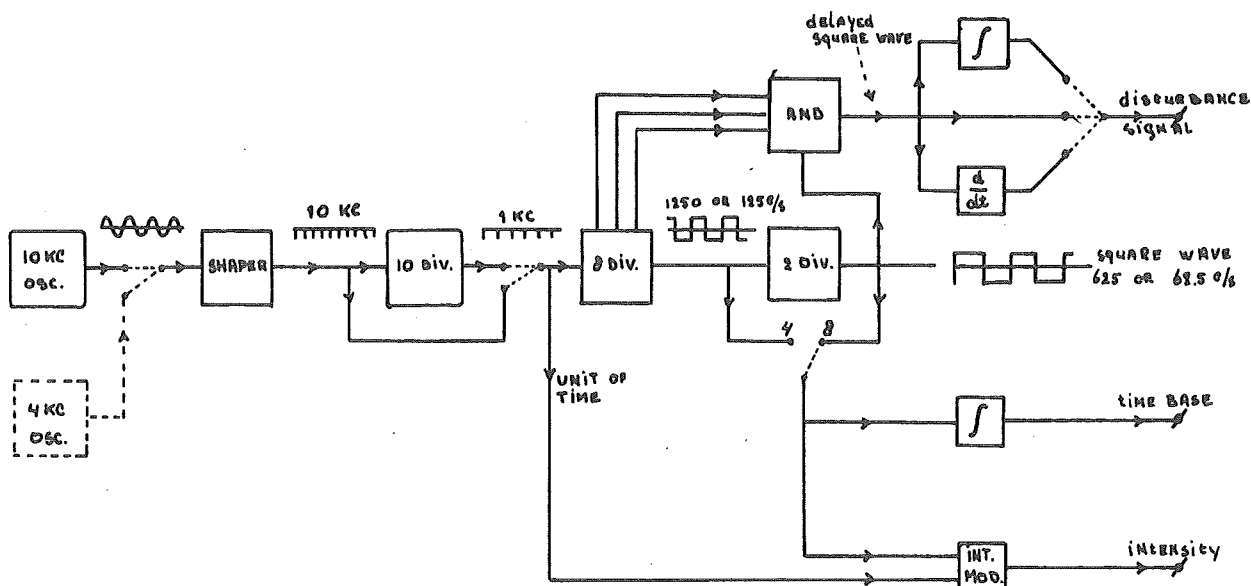 DELAYED
SQUARE WAVE
∫
AND
DISTURBANCE
SIGNAL
d
dt
1250 OR 125 c/s
10 KC
1 KC
10 KC
OSC.
SHAPER
10 DIV.
8 DIV.
2 DIV.
SQUARE WAVE
625 OR 62.5 c/s
4
8
UNIT OF
TIME
4 KC
OSC.
∫
TIME BASE
INT.
MOD.
INTENSITY